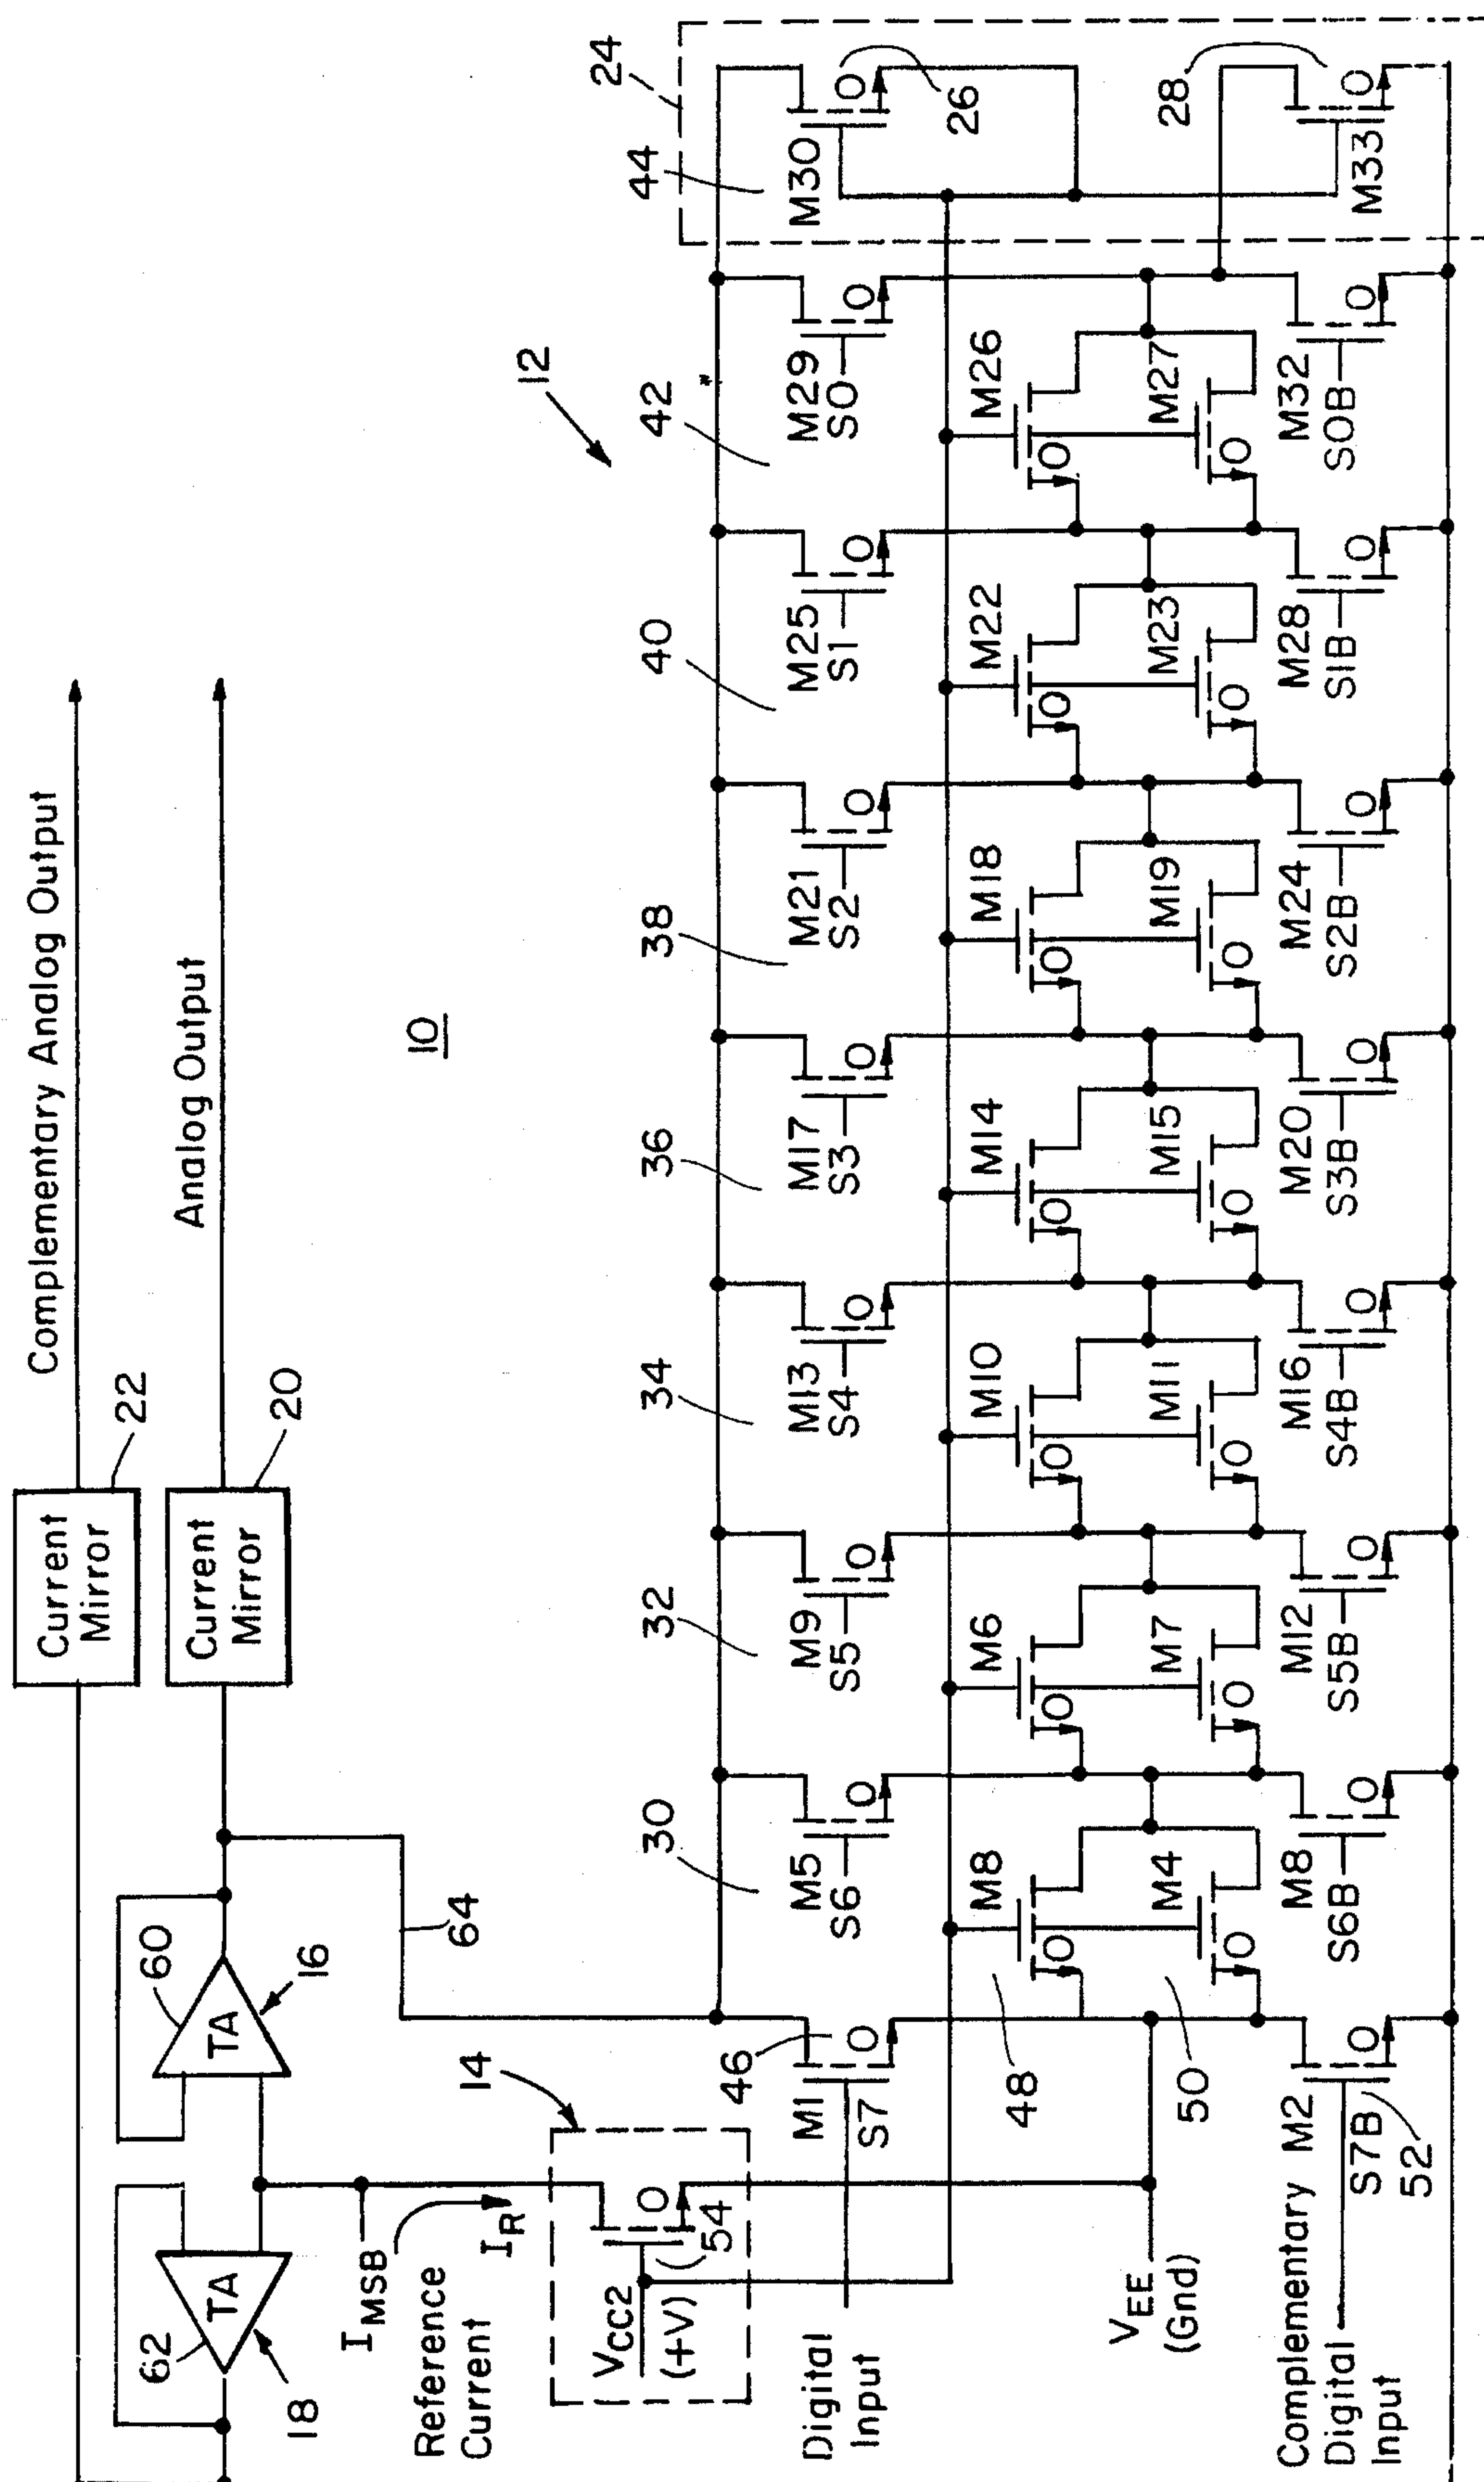 Complementary Analog Output
Analog Output
Current
Mirror
22
Current
Mirror
20
10
12
24
62
TA
18
60
TA
16
64
I_MSB
Reference
Current
I_R
14
V_CC2
(+V)
54
Digital
Input
V_EE
(Gnd)
Complementary
Digital
Input
30
32
34
36
38
40
42
44
M1
S7
46
M5
S6
M9
S5
M13
S4
M17
S3
M21
S2
M25
S1
M29
S0
M30
26
48
M8
M6
M10
M14
M18
M22
M26
50
M4
M7
M11
M15
M19
M23
M27
M2
S7B
52
M8
S6B
M12
S5B
M16
S4B
M20
S3B
M24
S2B
M28
S1B
M32
S0B
M33
28